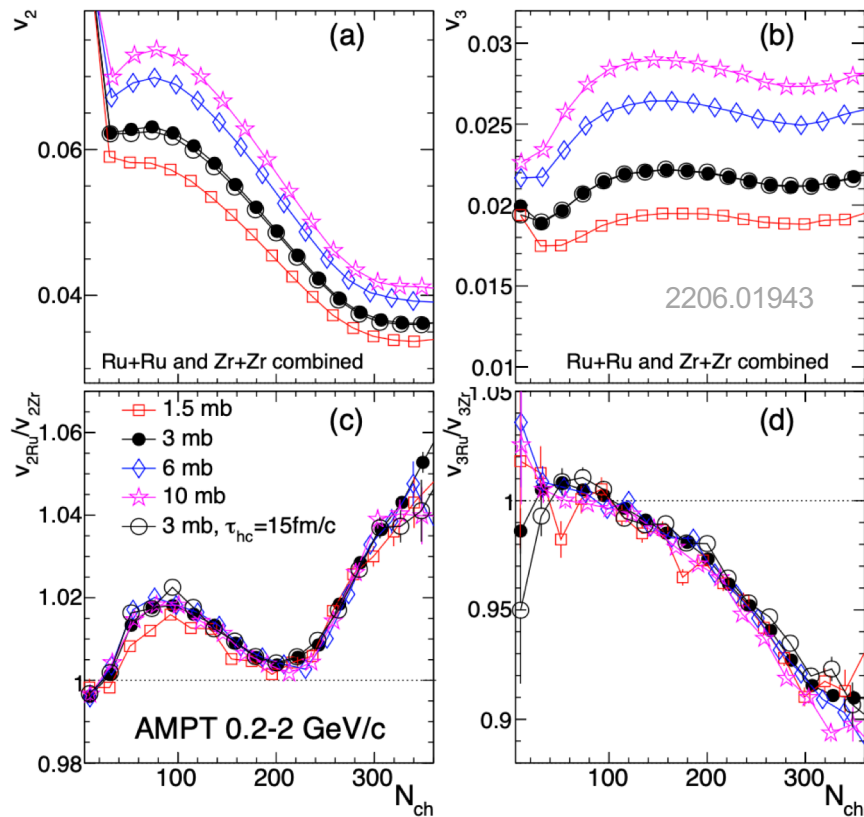 v₂ (a)
0.06
0.04
Ru+Ru and Zr+Zr combined
v₃ (b)
0.03
0.025
0.02
0.015
0.01
2206.01943
Ru+Ru and Zr+Zr combined
v₂Ru/v₂Zr (c)
1.06
1.04
1.02
1
0.98
1.5 mb
3 mb
6 mb
10 mb
3 mb, τhc=15fm/c
AMPT 0.2-2 GeV/c
100 200 300
Nch
v₃Ru/v₃Zr (d)
1.05
1
0.95
0.9
100 200 300
Nch